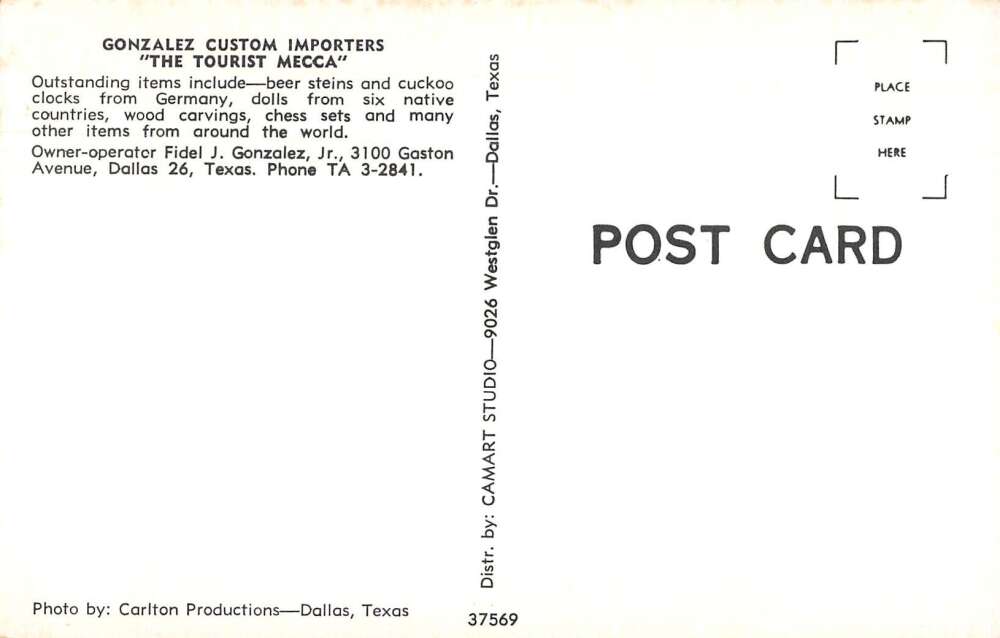 GONZALEZ CUSTOM IMPORTERS
"THE TOURIST MECCA"
Outstanding items include—beer steins and cuckoo
clocks from Germany, dolls from six native
countries, wood carvings, chess sets and many
other items from around the world.
Owner-operator Fidel J. Gonzalez, Jr., 3100 Gaston
Avenue, Dallas 26, Texas. Phone TA 3-2841.
Photo by: Carlton Productions—Dallas, Texas
Distr. by: CAMART STUDIO—9026 Westglen Dr.—Dallas, Texas
37569
PLACE
STAMP
HERE
POST CARD